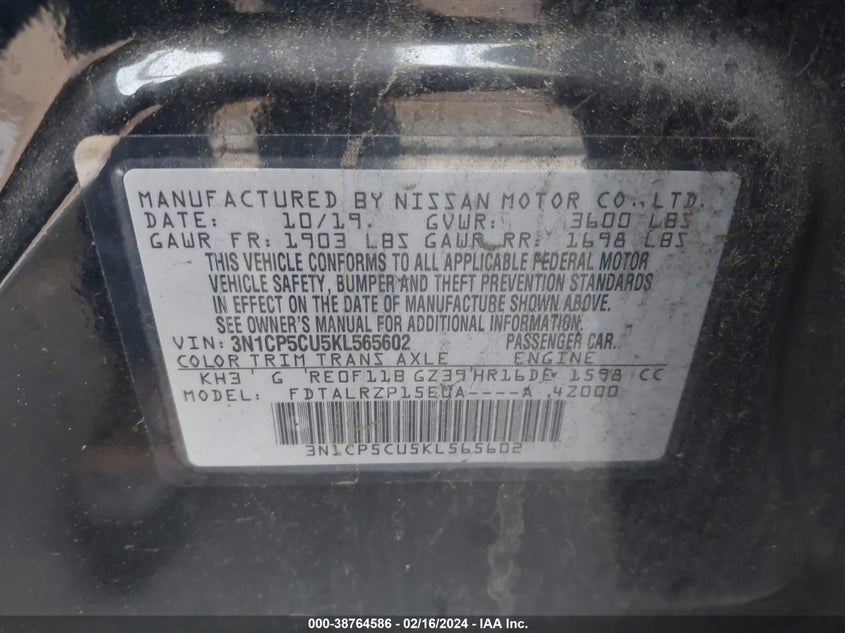 MANUFACTURED BY NISSAN MOTOR CO., LTD.
DATE: 10/19. GVWR: 3600 LBS
GAWR FR: 1903 LBS GAWR RR: 1698 LBS
THIS VEHICLE CONFORMS TO ALL APPLICABLE FEDERAL MOTOR
VEHICLE SAFETY, BUMPER AND THEFT PREVENTION STANDARDS
IN EFFECT ON THE DATE OF MANUFACTURE SHOWN ABOVE.
SEE OWNER'S MANUAL FOR ADDITIONAL INFORMATION.
VIN: 3N1CP5CU5KL565602 PASSENGER CAR.
COLOR TRIM TRANS AXLE ENGINE
KH3 G RE0F11B GZ39 HR16DE 1598 CC
MODEL: FDTALRZP15EUA----A ,4Z000
3N1CP5CU5KL565602
000-38764586 - 02/16/2024 - IAA Inc.